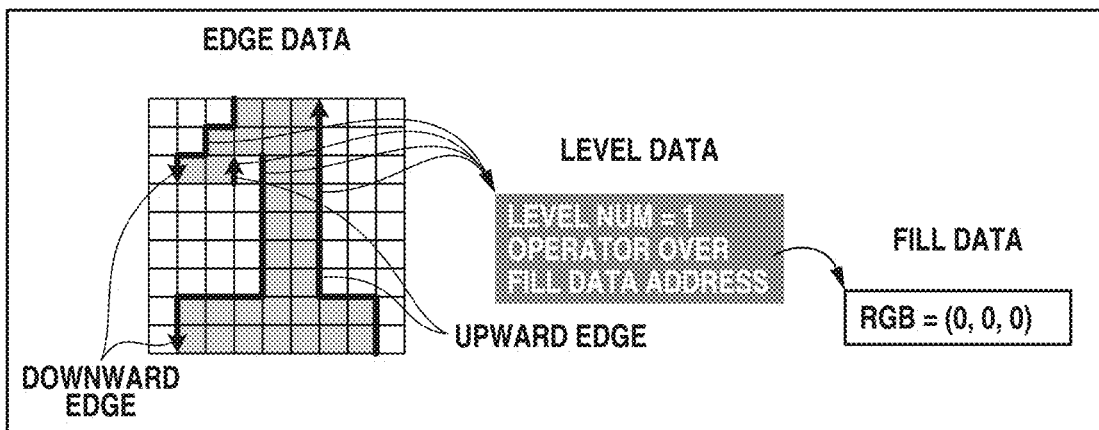 EDGE DATA
LEVEL DATA
LEVEL NUM = 1
OPERATOR OVER
FILL DATA ADDRESS
FILL DATA
RGB = (0, 0, 0)
UPWARD EDGE
DOWNWARD
EDGE